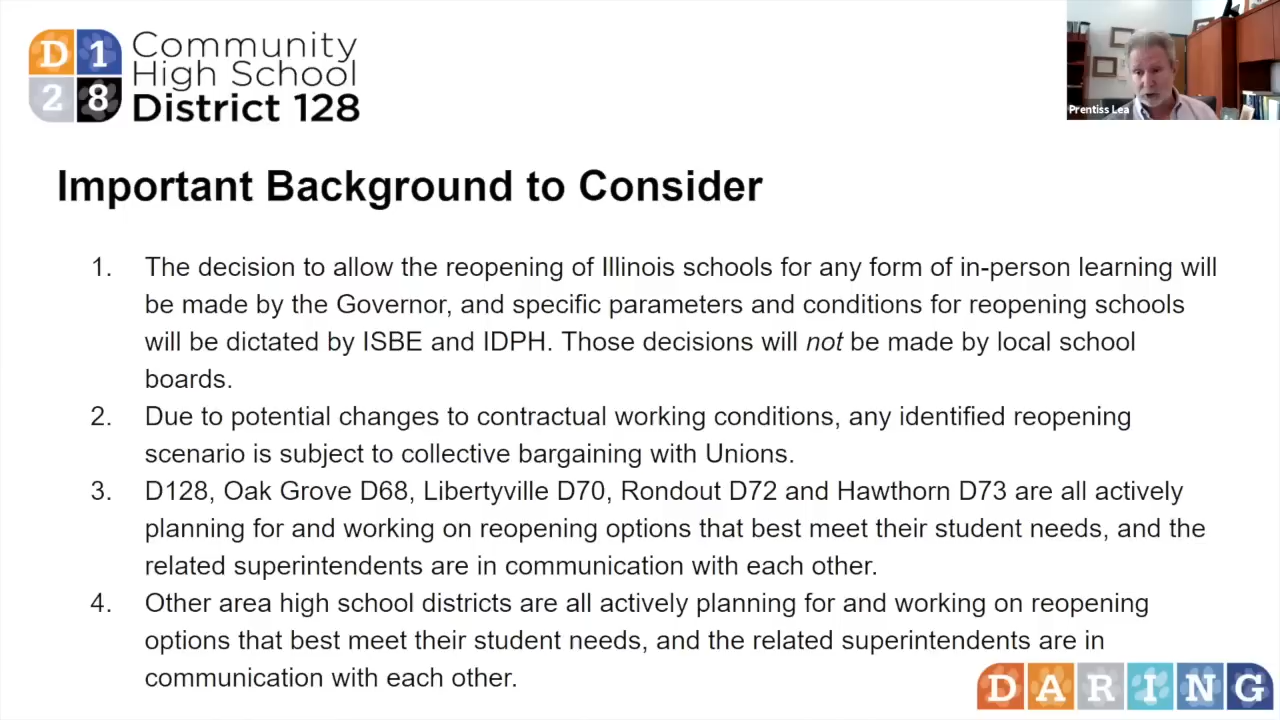 D1
28
Community
High School
District 128
Prentiss Lea
Important Background to Consider
1. The decision to allow the reopening of Illinois schools for any form of in-person learning will
be made by the Governor, and specific parameters and conditions for reopening schools
will be dictated by ISBE and IDPH. Those decisions will not be made by local school
boards.
2. Due to potential changes to contractual working conditions, any identified reopening
scenario is subject to collective bargaining with Unions.
3. D128, Oak Grove D68, Libertyville D70, Rondout D72 and Hawthorn D73 are all actively
planning for and working on reopening options that best meet their student needs, and the
related superintendents are in communication with each other.
4. Other area high school districts are all actively planning for and working on reopening
options that best meet their student needs, and the related superintendents are in
communication with each other.
DARING